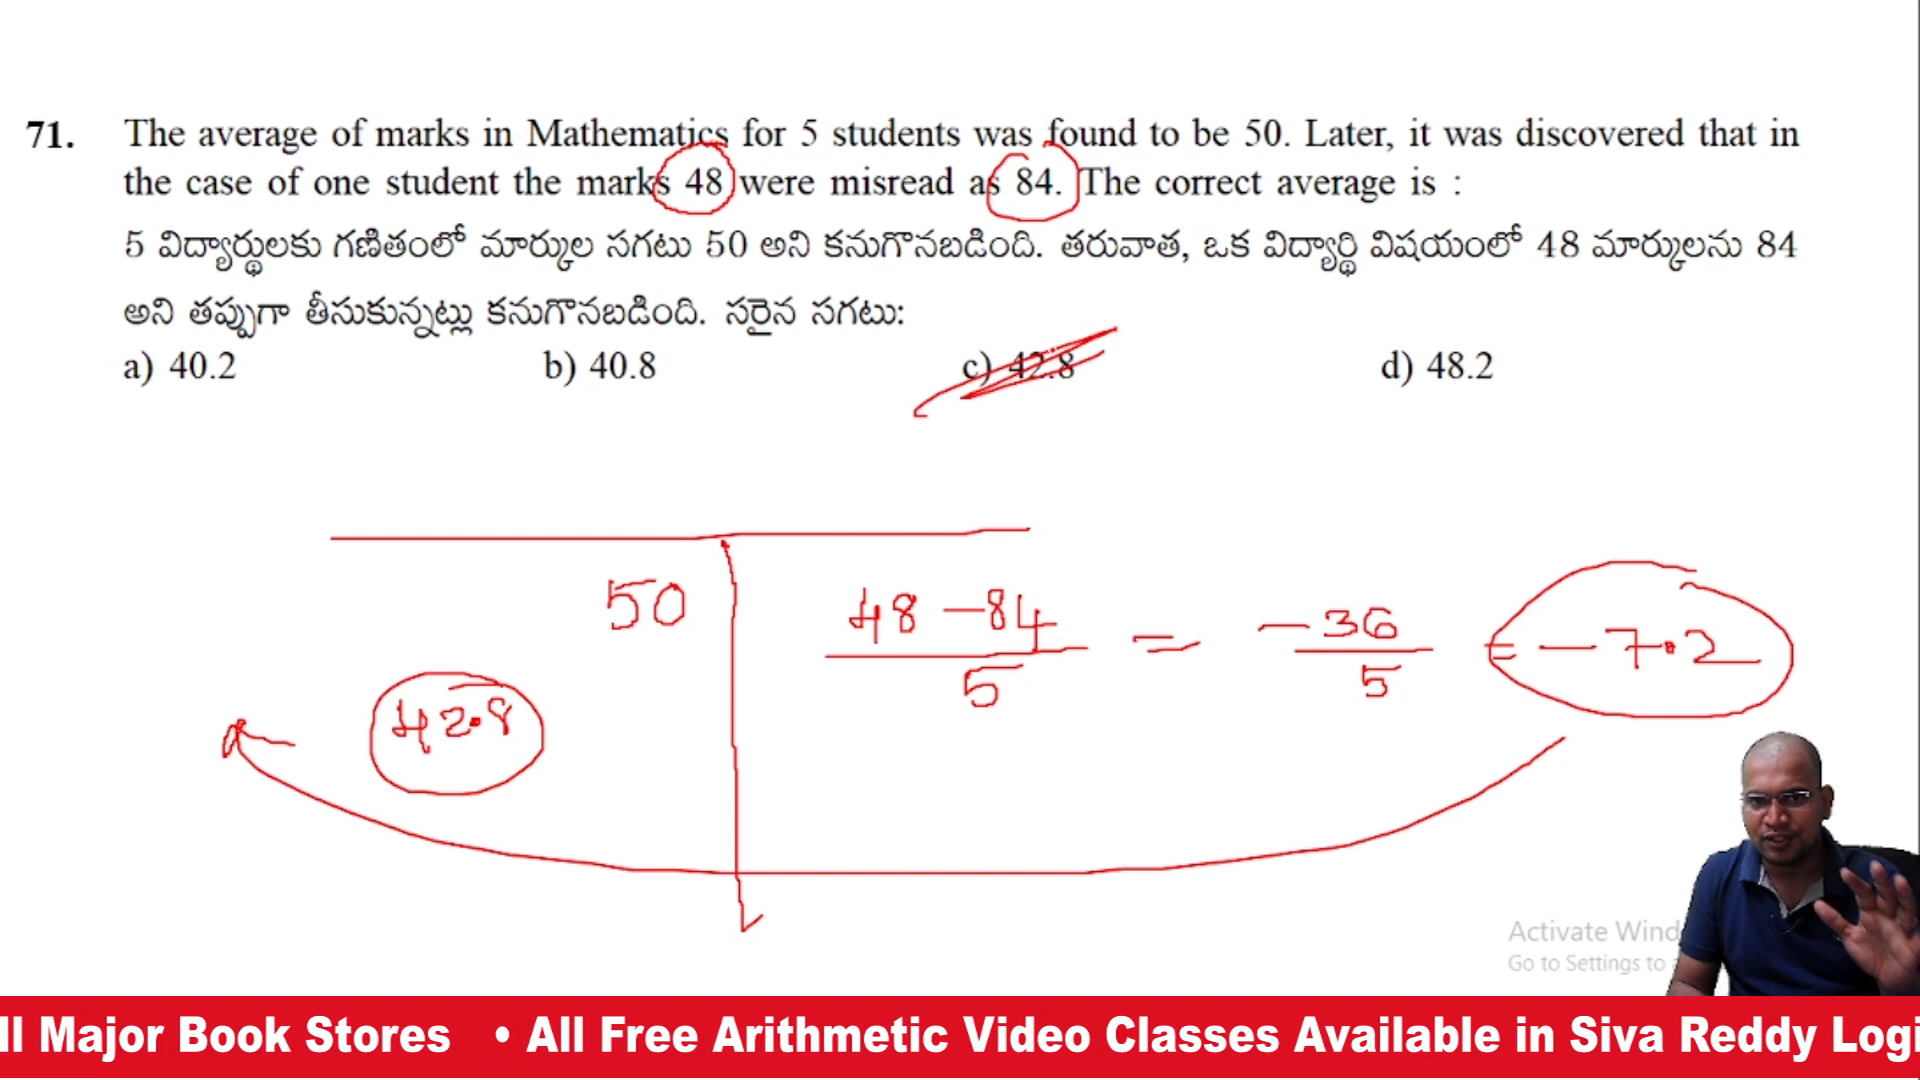 71. The average of marks in Mathematics for 5 students was found to be 50. Later, it was discovered that in
the case of one student the marks 48 were misread as 84. The correct average is :
5 విద్యార్థులకు గణితంలో మార్కుల సగటు 50 అని కనుగొనబడింది. తరువాత, ఒక విద్యార్థి విషయంలో 48 మార్కులను 84
అని తప్పుగా తీసుకున్నట్లు కనుగొనబడింది. సరైన సగటు:
a) 40.2 b) 40.8 c) 42.8 d) 48.2
50
48 - 84
5
=
- 36
5
= - 7.2
42.8
Activate Wind
Go to Settings to
ll Major Book Stores • All Free Arithmetic Video Classes Available in Siva Reddy Logi